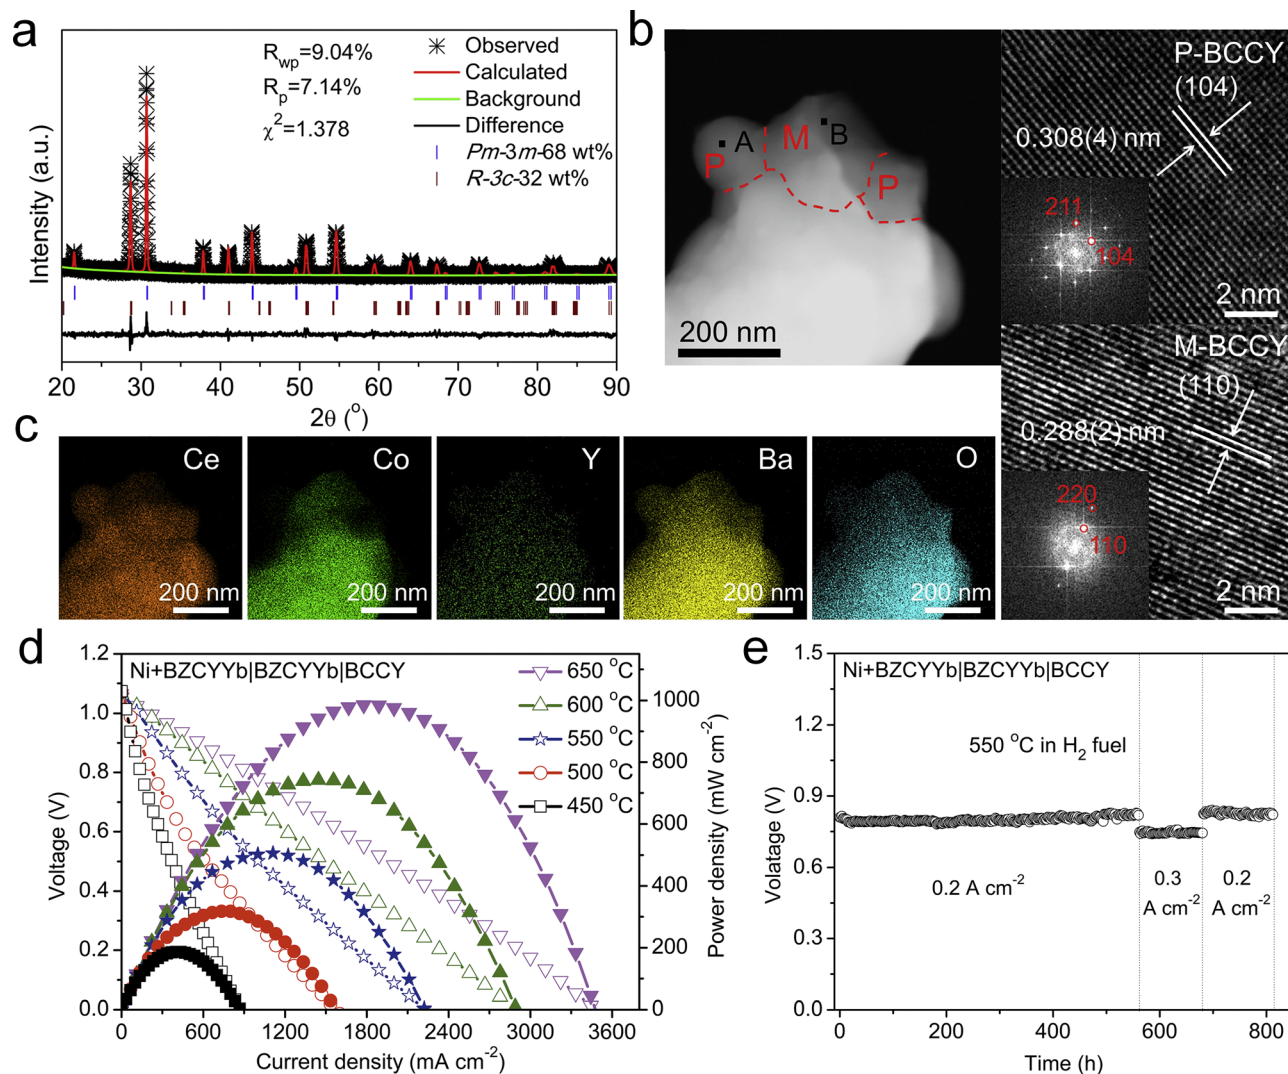 a
R_wp=9.04%
R_p=7.14%
χ²=1.378
Observed
Calculated
Background
Difference
Pm-3m-68 wt%
R-3c-32 wt%
Intensity (a.u.)
20 30 40 50 60 70 80 90
2θ (°)
b
P
A
M
B
P
200 nm
P-BCCY
(104)
0.308(4) nm
211
104
2 nm
M-BCCY
(110)
0.288(2) nm
220
110
2 nm
c
Ce
200 nm
Co
200 nm
Y
200 nm
Ba
200 nm
O
200 nm
d
Ni+BZCYYb|BZCYYb|BCCY
650 °C
600 °C
550 °C
500 °C
450 °C
Voltage (V)
1.2
1.0
0.8
0.6
0.4
0.2
0.0
Power density (mW cm⁻²)
1000
800
600
400
200
0
0 600 1200 1800 2400 3000 3600
Current density (mA cm⁻²)
e
Ni+BZCYYb|BZCYYb|BCCY
550 °C in H₂ fuel
0.2 A cm⁻²
0.3
A cm⁻²
0.2
A cm⁻²
Volatage (V)
1.5
1.2
0.9
0.6
0.3
0.0
0 200 400 600 800
Time (h)